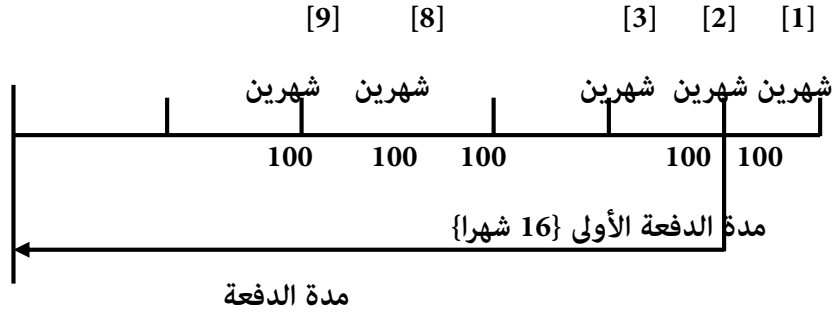 [1] [2] [3] [8] [9]
شهرين شهرين شهرين شهرين شهرين
100 100 100 100 100
مدة الدفعة الأولى {16 شهرا}
مدة الدفعة